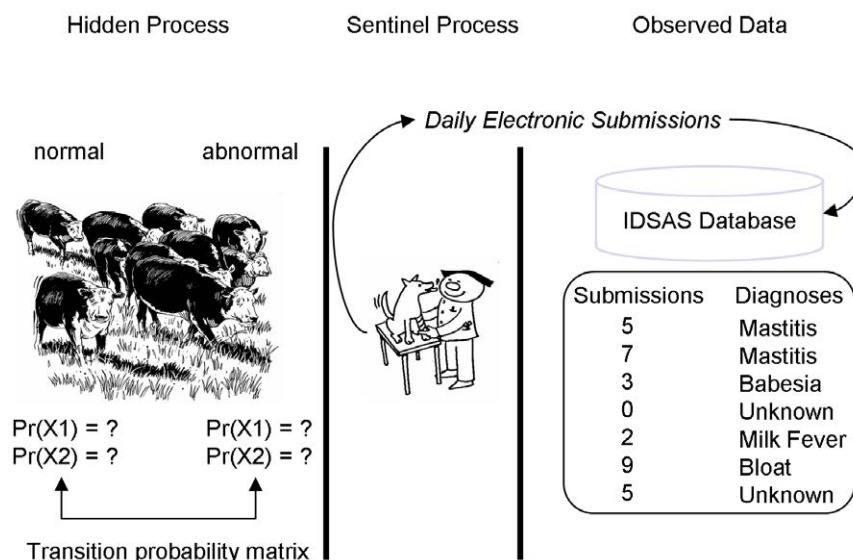 Hidden Process
Sentinel Process
Observed Data
Daily Electronic Submissions
normal
abnormal
IDSAS Database
Submissions Diagnoses
5 Mastitis
7 Mastitis
3 Babesia
0 Unknown
2 Milk Fever
9 Bloat
5 Unknown
Pr(X1) = ? Pr(X1) = ?
Pr(X2) = ? Pr(X2) = ?
Transition probability matrix